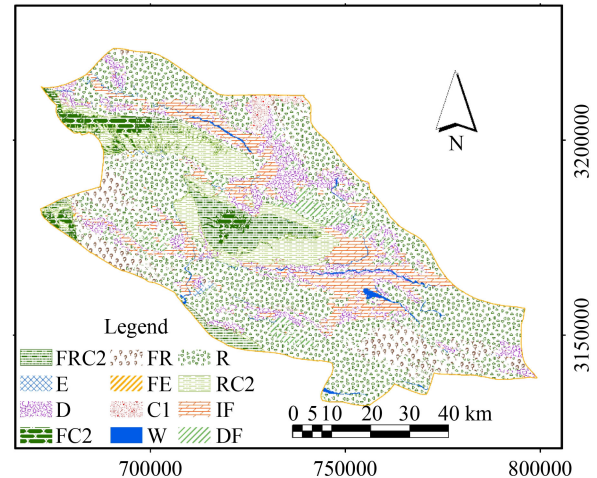 N
3200000
3150000
Legend
FRC2 FR R
E FE RC2
D C1 IF
FC2 W DF
0 5 10 20 30 40 km
700000 750000 800000